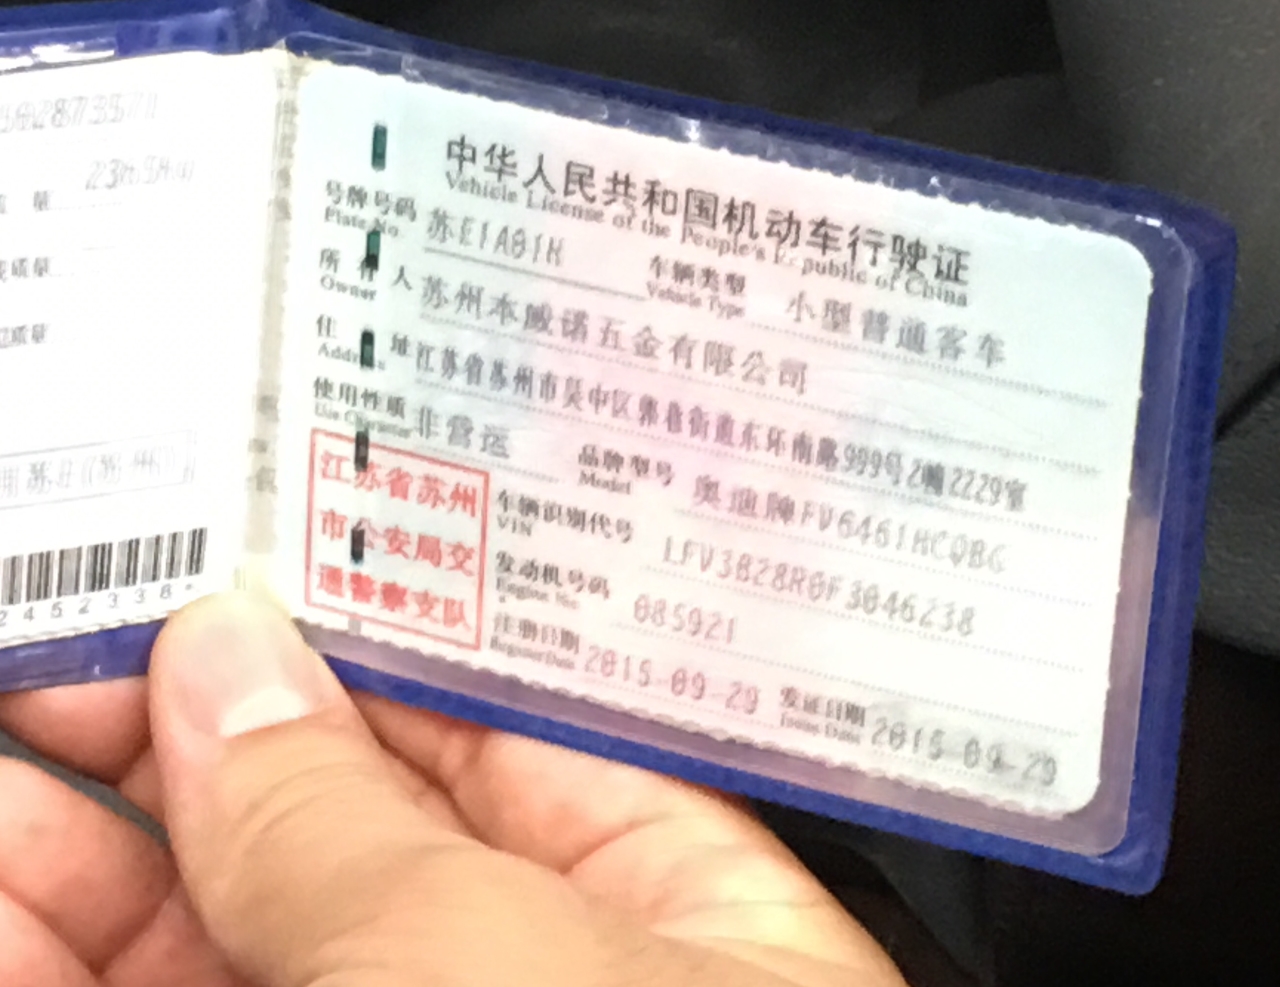 中华人民共和国机动车行驶证
Vehicle License of the People's Republic of China
号牌号码 苏E1A01H 车辆类型 小型普通客车
Plate No. Vehicle Type
所有人 苏州本威诺五金有限公司
Owner
住址 江苏省苏州市吴中区郭巷街道东环南路999号2幢2229室
Address
使用性质 非营运 品牌型号 奥迪牌FV6461HCQBG
Use Character Model
江苏省苏州
市公安局交
通警察支队
车辆识别代号 LFV3B28R0F3046238
VIN
发动机号码 085921
Engine No.
注册日期 2015-09-29 发证日期 2015-09-29
Register Date Issue Date
量
质量
质量
2452338*